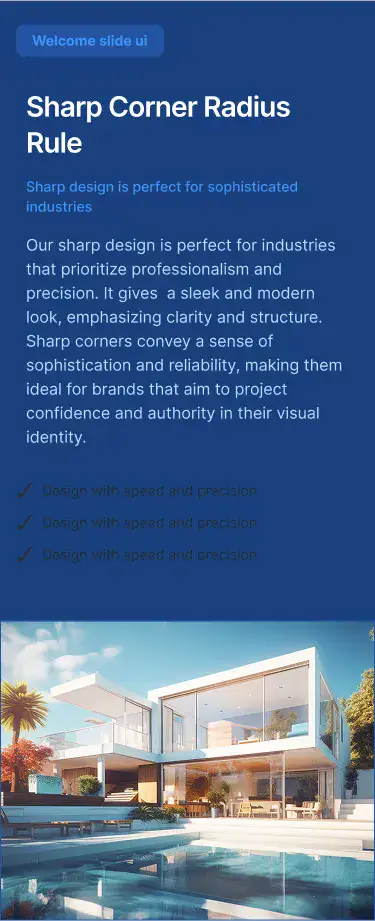 Welcome slide ui
Sharp Corner Radius
Rule
Sharp design is perfect for sophisticated
industries
Our sharp design is perfect for industries
that prioritize professionalism and
precision. It gives  a sleek and modern
look, emphasizing clarity and structure.
Sharp corners convey a sense of
sophistication and reliability, making them
ideal for brands that aim to project
confidence and authority in their visual
identity.
✓ Design with speed and precision
✓ Design with speed and precision
✓ Design with speed and precision